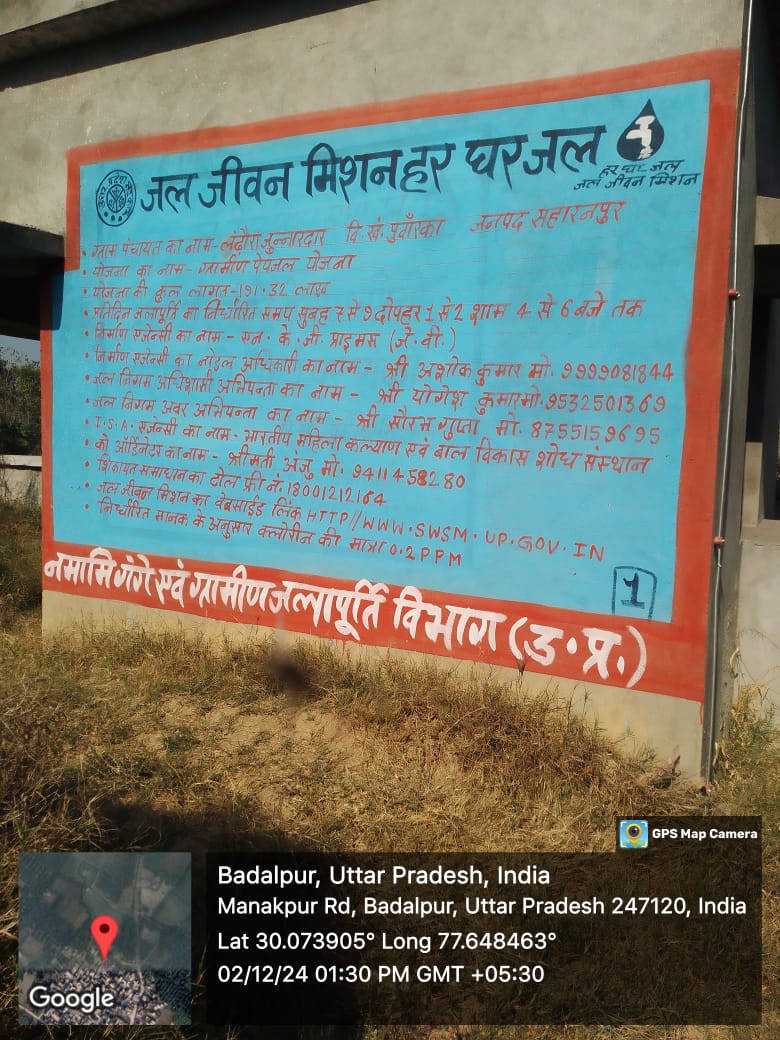 जल जीवन मिशन हर घर जल
हर घर जल
जल जीवन मिशन
• ग्राम पंचायत का नाम - लंढौरा जुन्नारदार वि. खं. पुवाँरका जनपद सहारनपुर
• योजना का नाम - ग्रामीण पेयजल योजना
• योजना की कुल लागत - 191.32 लाख
• प्रतिदिन जलापूर्ति का निर्धारित समय सुबह 7 से 9 दोपहर 1 से 2 शाम 4 से 6 बजे तक
• निर्माण एजेन्सी का नाम - एन. के. जी. प्राइमस (जे. वी.)
• निर्माण एजेन्सी का नोडल अधिकारी का नाम - श्री अशोक कुमार मो. 9999081844
• जल निगम अधिशासी अभियन्ता का नाम - श्री योगेश कुमार मो. 9532501369
• जल निगम अवर अभियन्ता का नाम - श्री सौरभ गुप्ता मो. 8755159695
• I.S.A. एजेन्सी का नाम - भारतीय महिला कल्याण एवं बाल विकास शोध संस्थान
• को ऑर्डिनेटर का नाम - श्रीमती अंजु मो. 9411458280
• शिकायत समाधान का टोल फ्री नं. 18001212164
• जल जीवन मिशन का वेबसाईड लिंक HTTP//WWW.SWSM.UP.GOV.IN
• निर्धारित मानक के अनुसार क्लोरीन की मात्रा 0.2 PPM
1
नमामि गंगे एवं ग्रामीण जलापूर्ति विभाग (उ.प्र.)
GPS Map Camera
Badalpur, Uttar Pradesh, India
Manakpur Rd, Badalpur, Uttar Pradesh 247120, India
Lat 30.073905° Long 77.648463°
02/12/24 01:30 PM GMT +05:30
Google